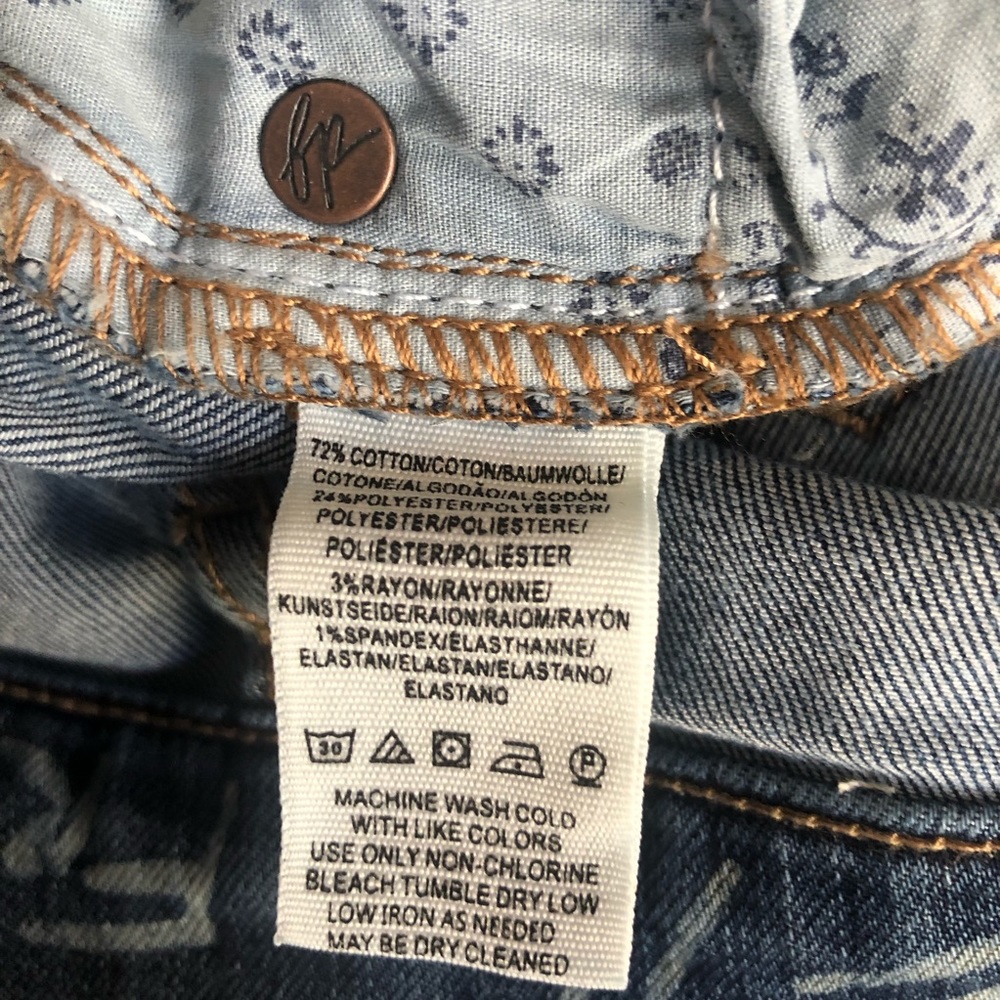 fp
72% COTTON/COTON/BAUMWOLLE/
COTONE/ALGODÃO/ALGODÓN
24%POLYESTER/POLYESTER/
POLYESTER/POLIESTERE/
POLIÉSTER/POLIÉSTER
3%RAYON/RAYONNE/
KUNSTSEIDE/RAION/RAIOM/RAYÓN
1%SPANDEX/ÉLASTHANNE/
ELASTAN/ELASTAN/ELASTANO/
ELASTANO
30
P
MACHINE WASH COLD
WITH LIKE COLORS
USE ONLY NON-CHLORINE
BLEACH TUMBLE DRY LOW
LOW IRON AS NEEDED
MAY BE DRY CLEANED